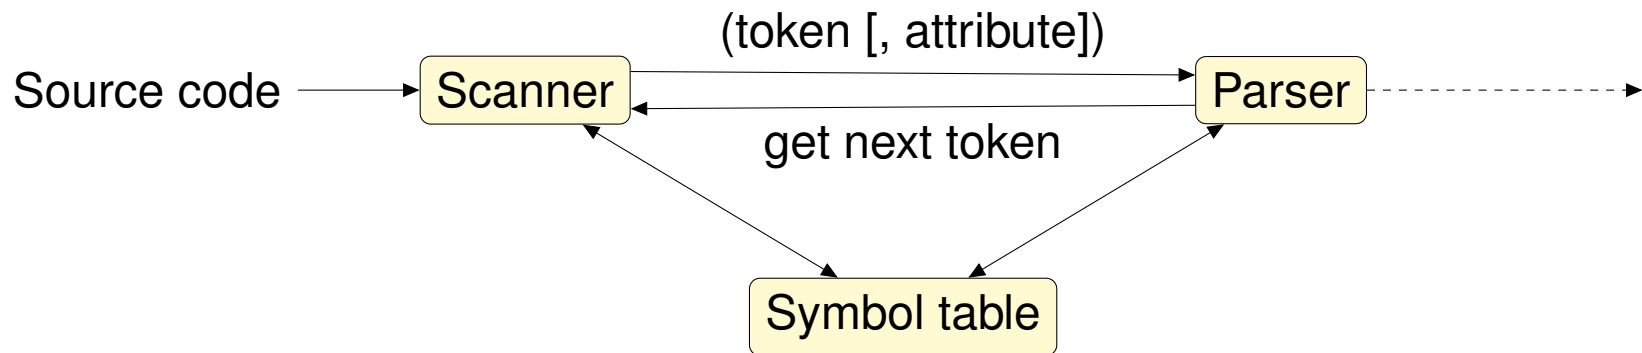 (token [, attribute])
Source code
Scanner
Parser
get next token
Symbol table